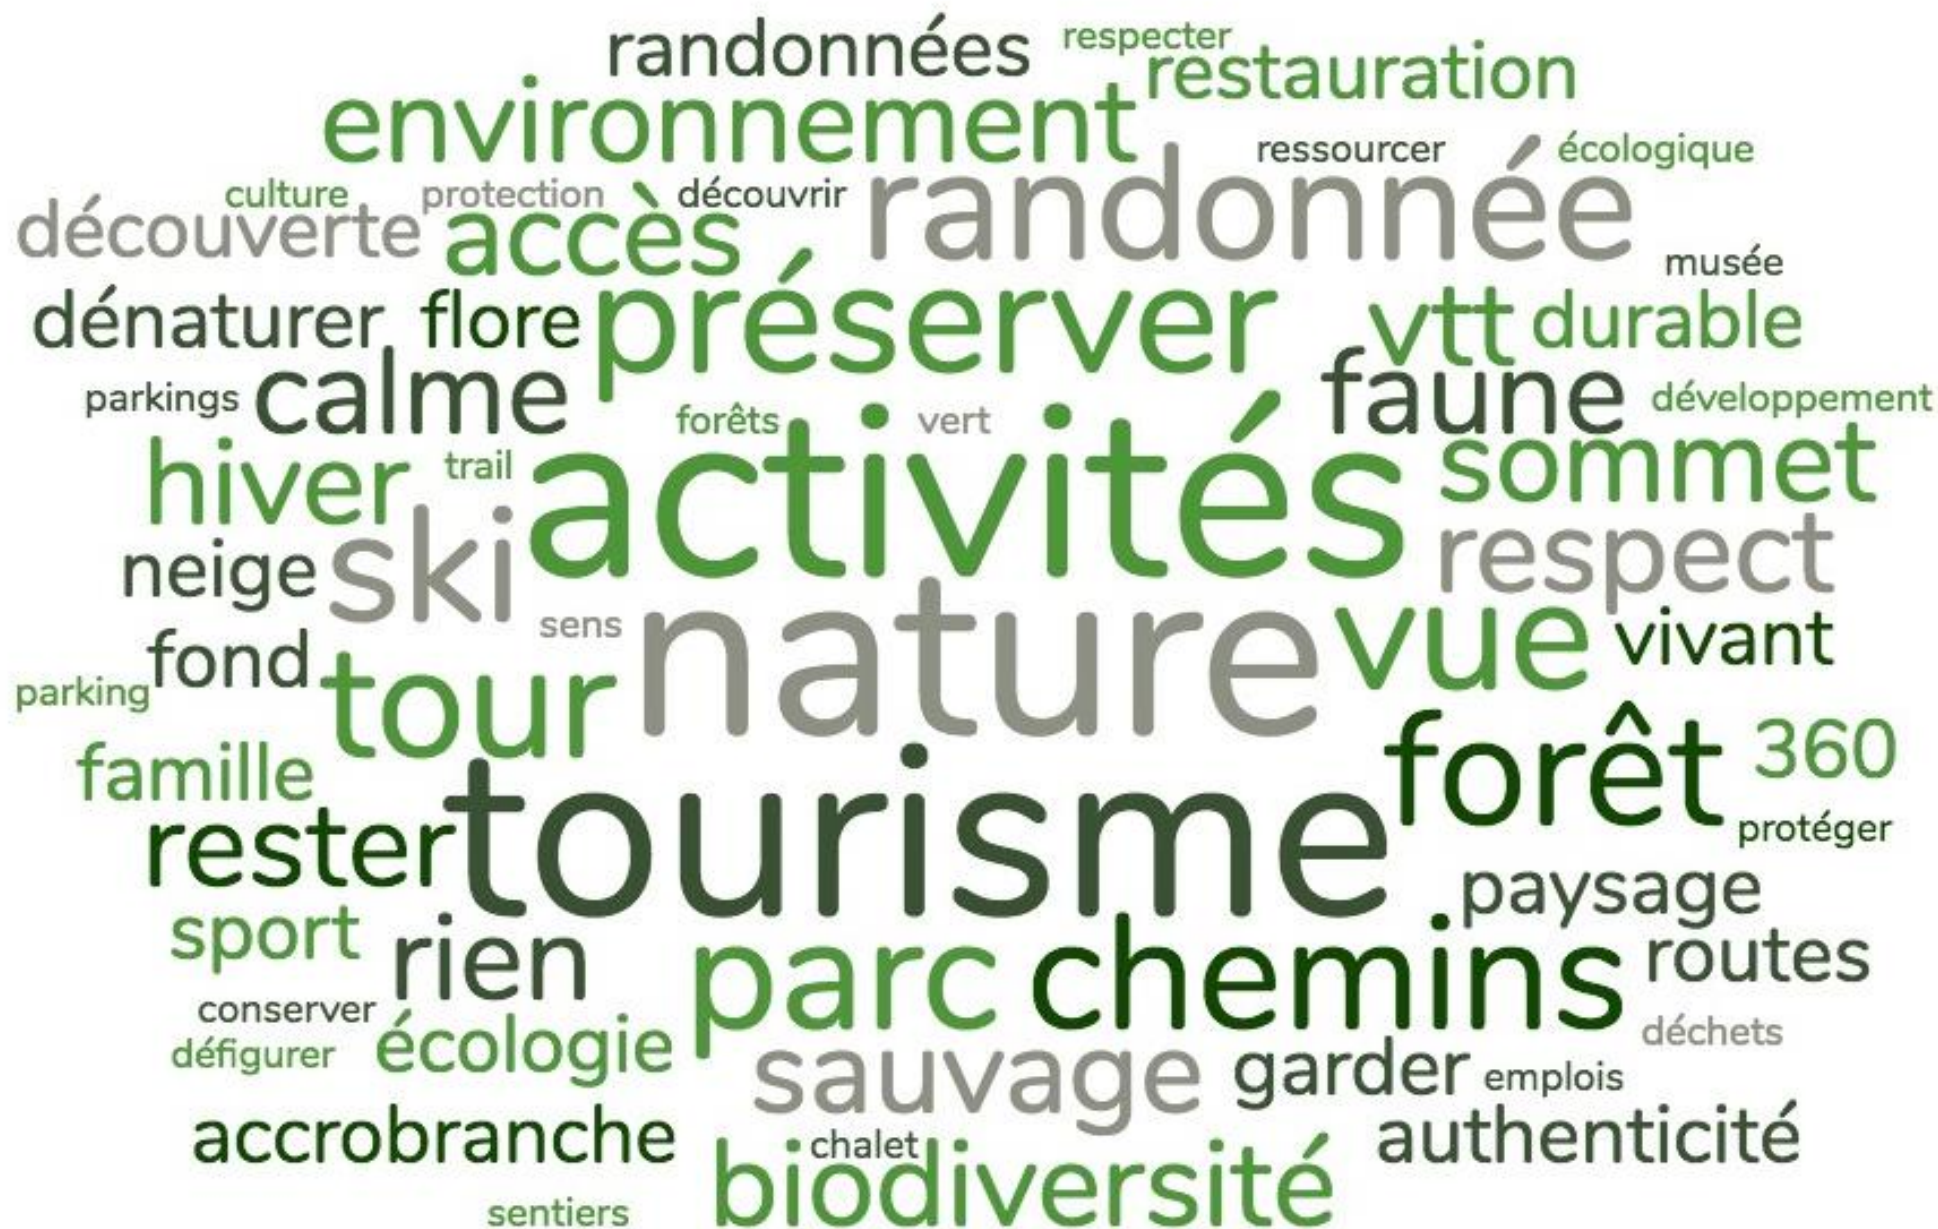 randonnées respecter
restauration
environnement
ressourcer écologique
culture protection découvrir randonnée
découverte accès
musée
dénaturer flore préserver vtt durable
parkings calme faune développement
forêts vert
hiver trail activités sommet
neige ski respect
sens nature vue vivant
fond
parking tour forêt 360
famille
rester tourisme protéger
paysage
sport rien parc chemins routes
conserver
défigurer écologie déchets
sauvage garder emplois
accrobranche chalet authenticité
biodiversité
sentiers